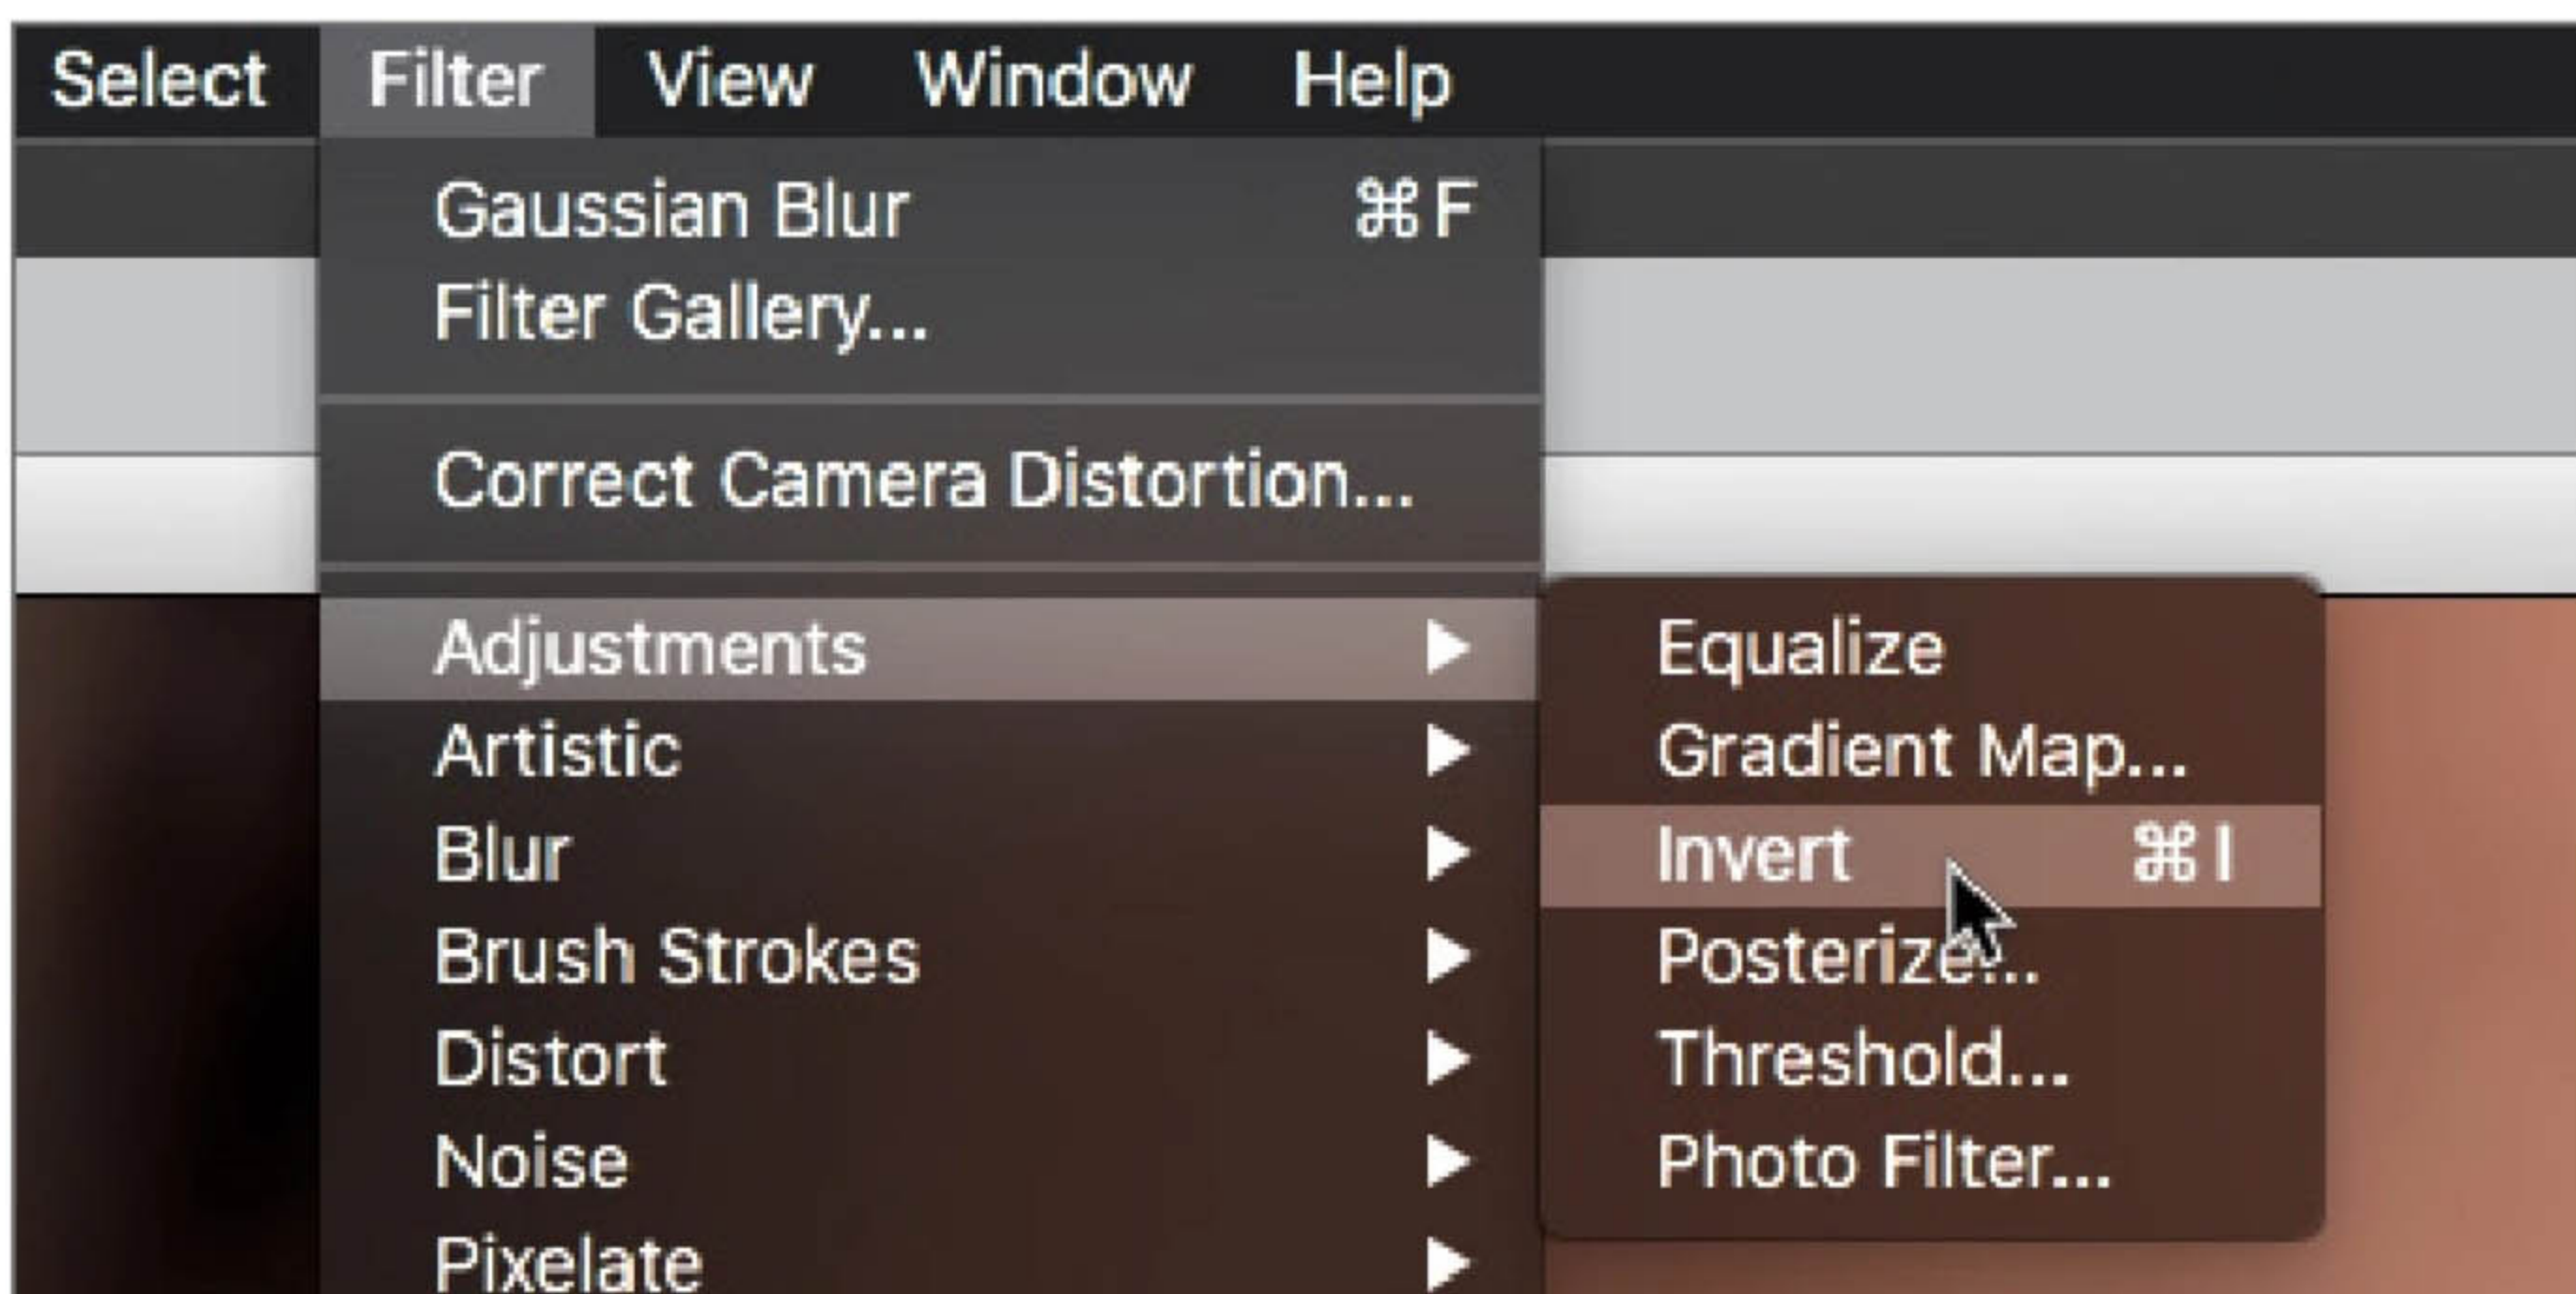 Select Filter View Window Help
Gaussian Blur ⌘F
Filter Gallery...
Correct Camera Distortion...
Adjustments ▶
Artistic ▶
Blur ▶
Brush Strokes ▶
Distort ▶
Noise ▶
Pixelate ▶
Equalize
Gradient Map...
Invert ⌘I
Posterize...
Threshold...
Photo Filter...